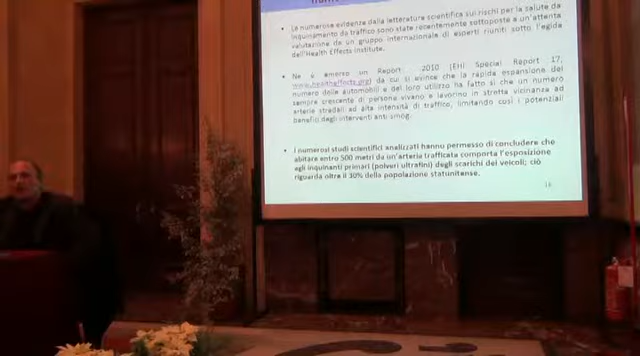 • Le numerose evidenze dalla letteratura scientifica sui rischi per la salute da
inquinamento da traffico sono state recentemente sottoposte a un'attenta
valutazione da un gruppo internazionale di esperti riuniti sotto l'egida
dell'Health Effects Institute.
• Ne è emerso un Report 2010 (EHI Special Report 17,
www.healtheffects.org) da cui si evince che la rapida espansione del
numero delle automobili e del loro utilizzo ha fatto sì che un numero
sempre crescente di persone vivano e lavorino in stretta vicinanza ad
arterie stradali ad alta intensità di traffico, limitando così i potenziali
benefici degli interventi anti-smog.
• I numerosi studi scientifici analizzati hanno permesso di concludere che
abitare entro 500 metri da un'arteria trafficata comporta l'esposizione
agli inquinanti primari (polveri ultrafini) degli scarichi dei veicoli; ciò
riguarda oltre il 30% della popolazione statunitense.